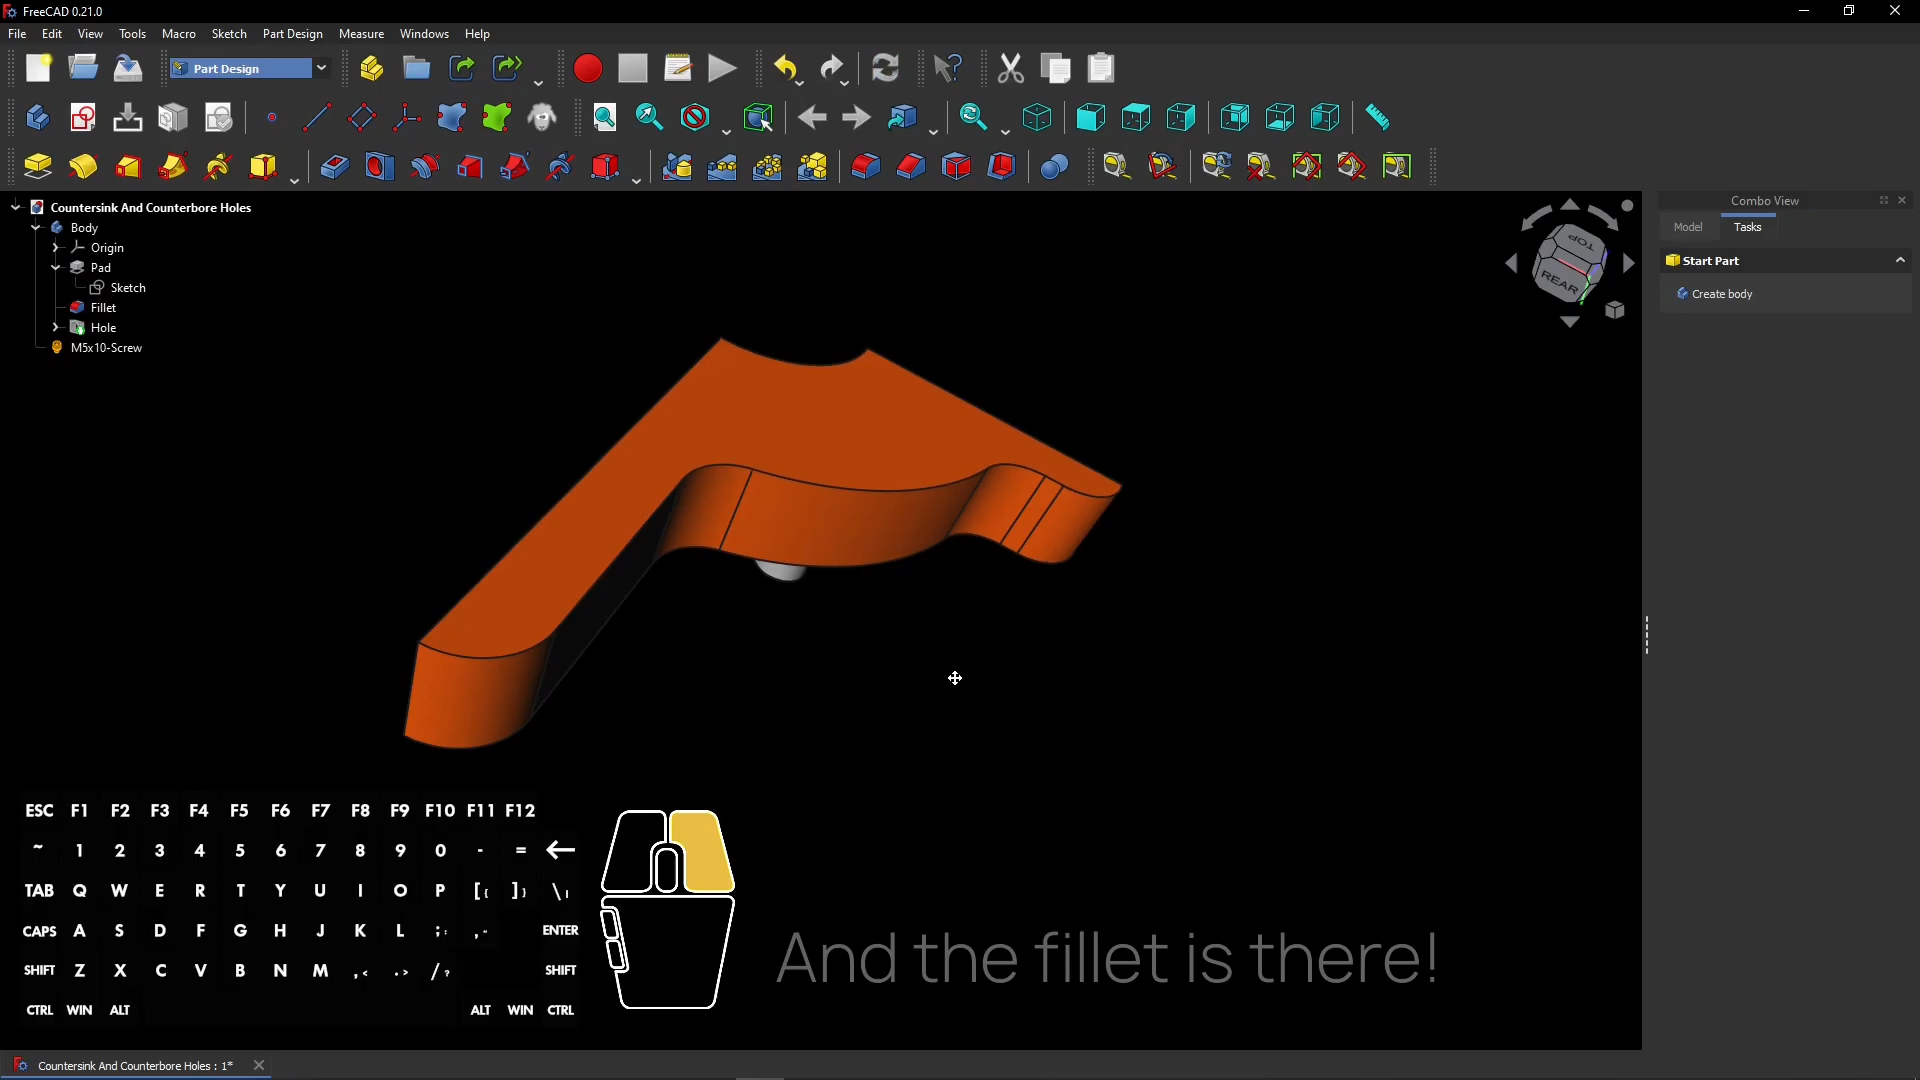 FreeCAD 0.21.0
File Edit View Tools Macro Sketch Part Design Measure Windows Help
Part Design
Countersink And Counterbore Holes
Body
Origin
Pad
Sketch
Fillet
Hole
M5x10-Screw
TOP
REAR
Combo View
Model Tasks
Start Part
Create body
ESC F1 F2 F3 F4 F5 F6 F7 F8 F9 F10 F11 F12
~ 1 2 3 4 5 6 7 8 9 0 - =
TAB Q W E R T Y U I O P [{ ]} \|
CAPS A S D F G H J K L ;: ,“ ENTER
SHIFT Z X C V B N M ,< .> /? SHIFT
CTRL WIN ALT ALT WIN CTRL
And the fillet is there!
Countersink And Counterbore Holes : 1*